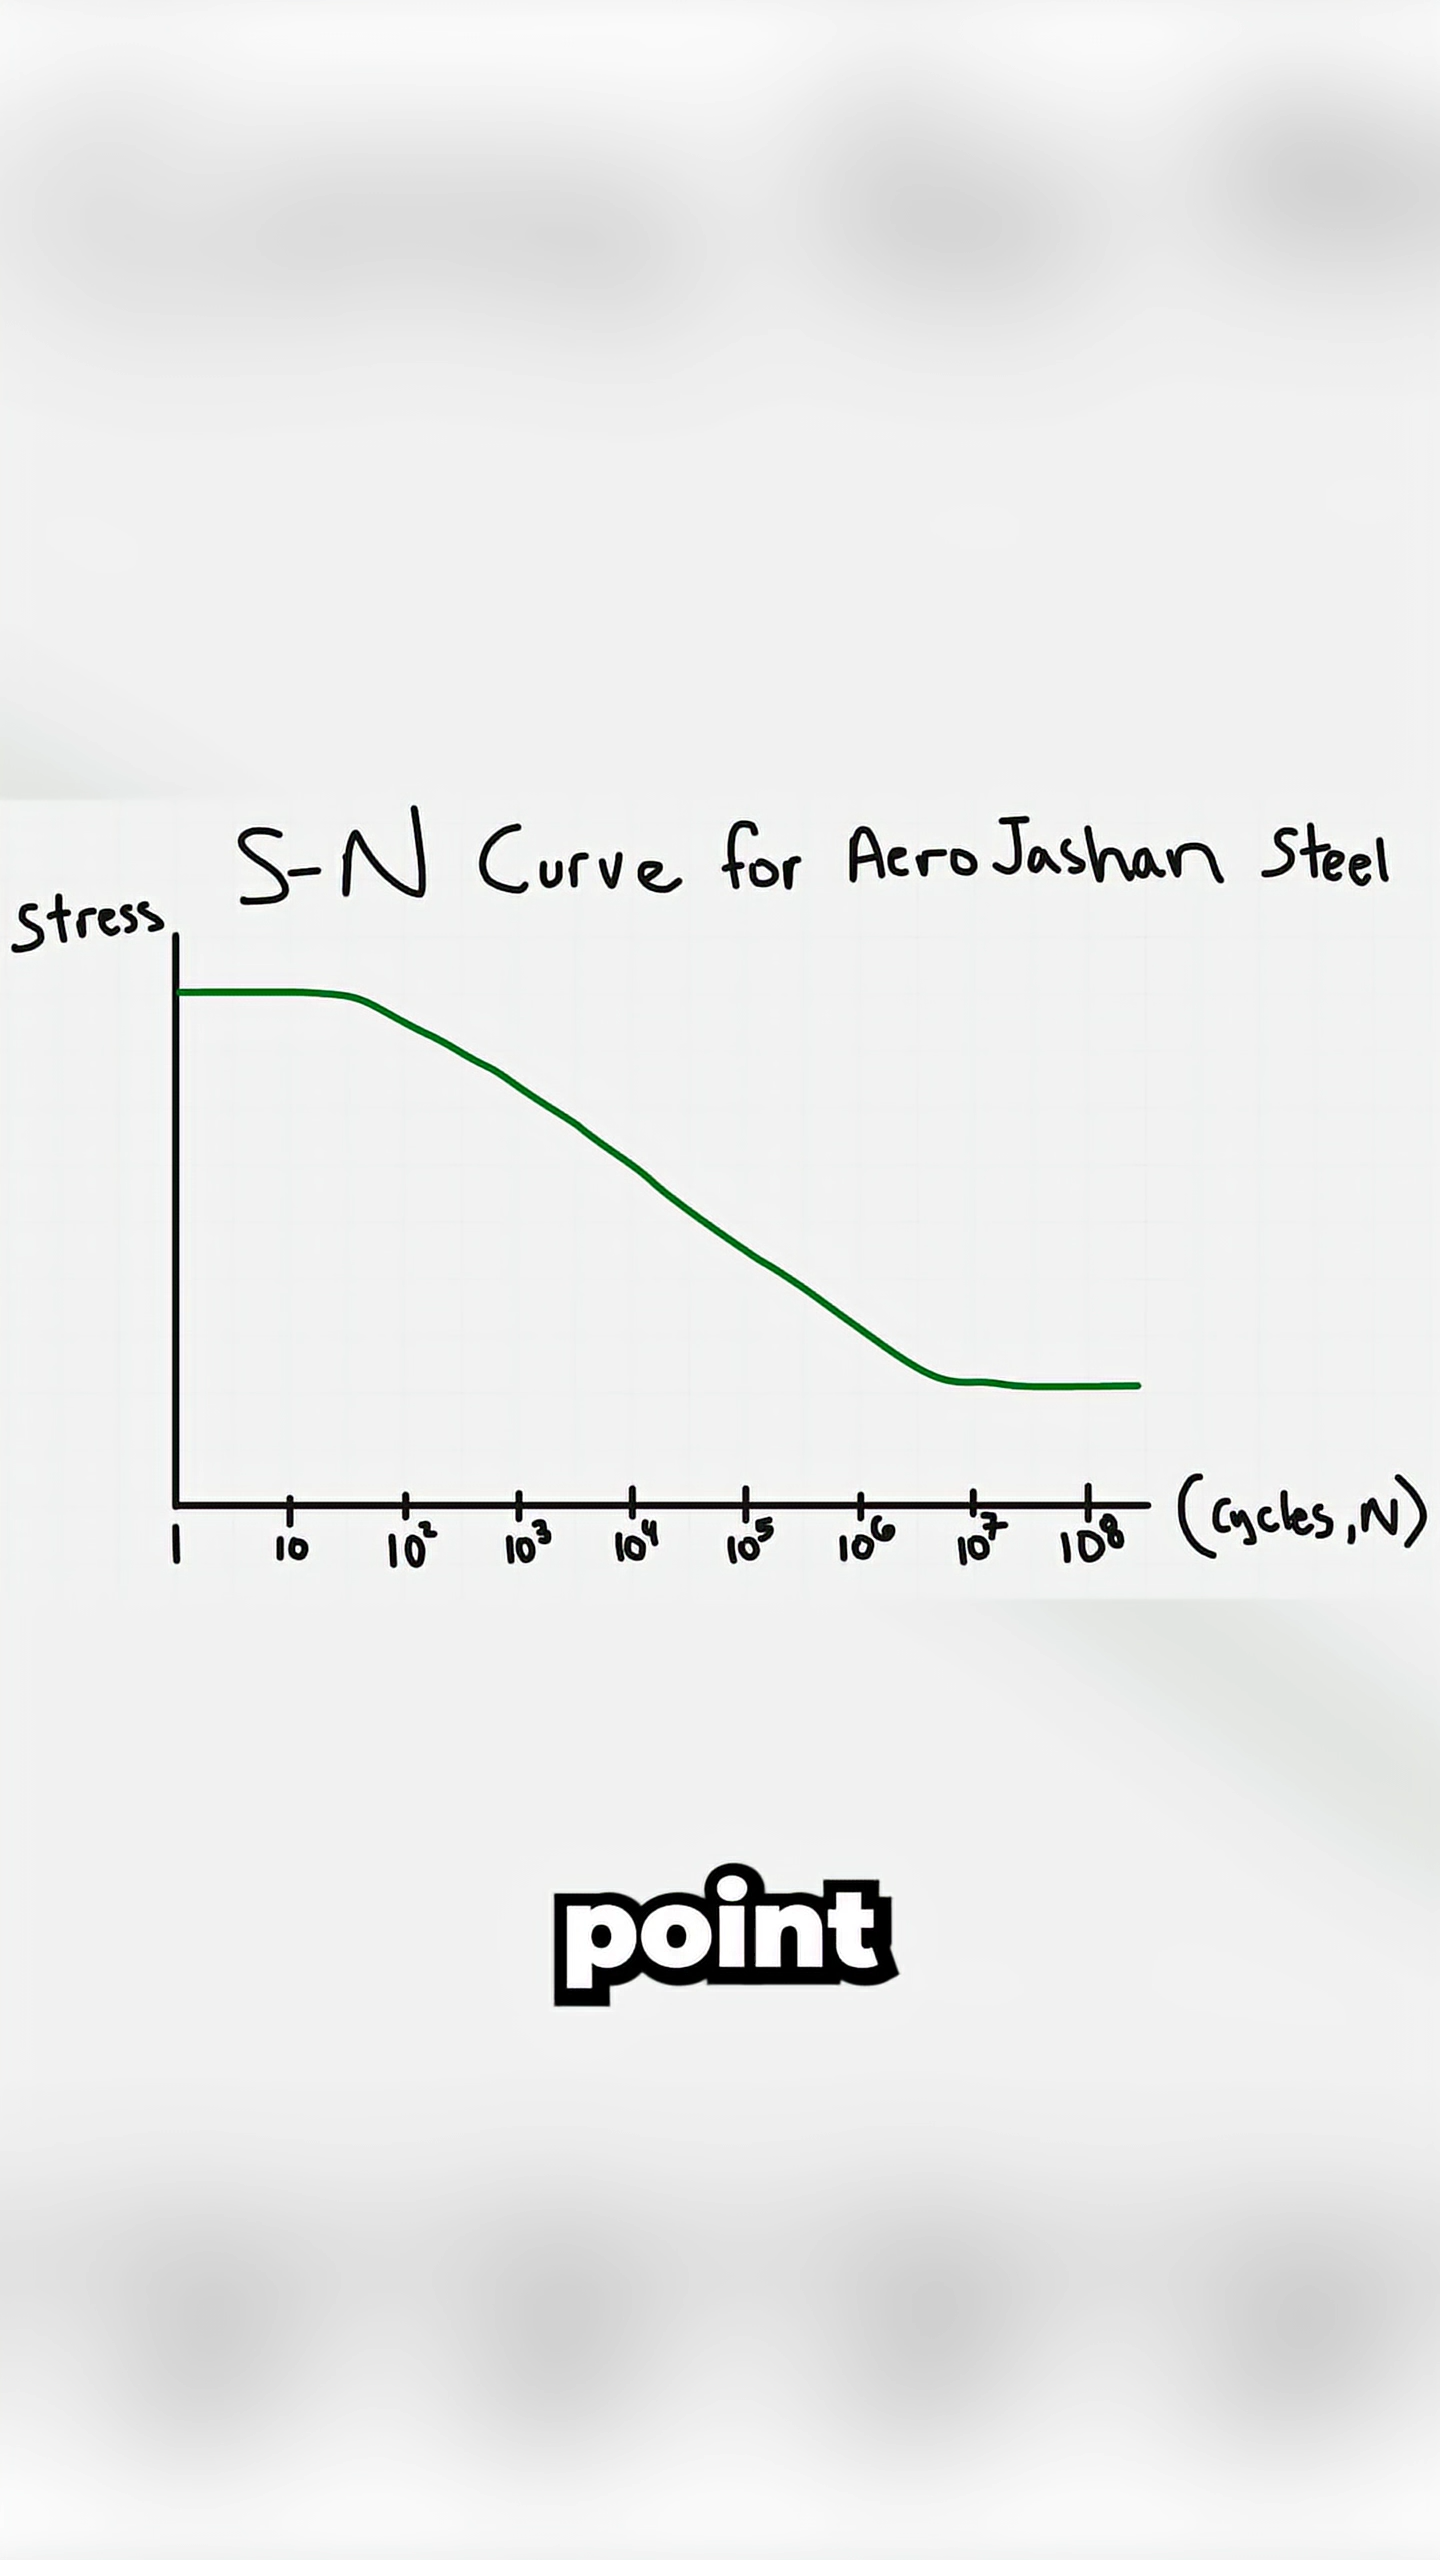 S-N Curve for AeroJashan Steel
Stress
1 10 10² 10³ 10⁴ 10⁵ 10⁶ 10⁷ 10⁸ (Cycles, N)
point